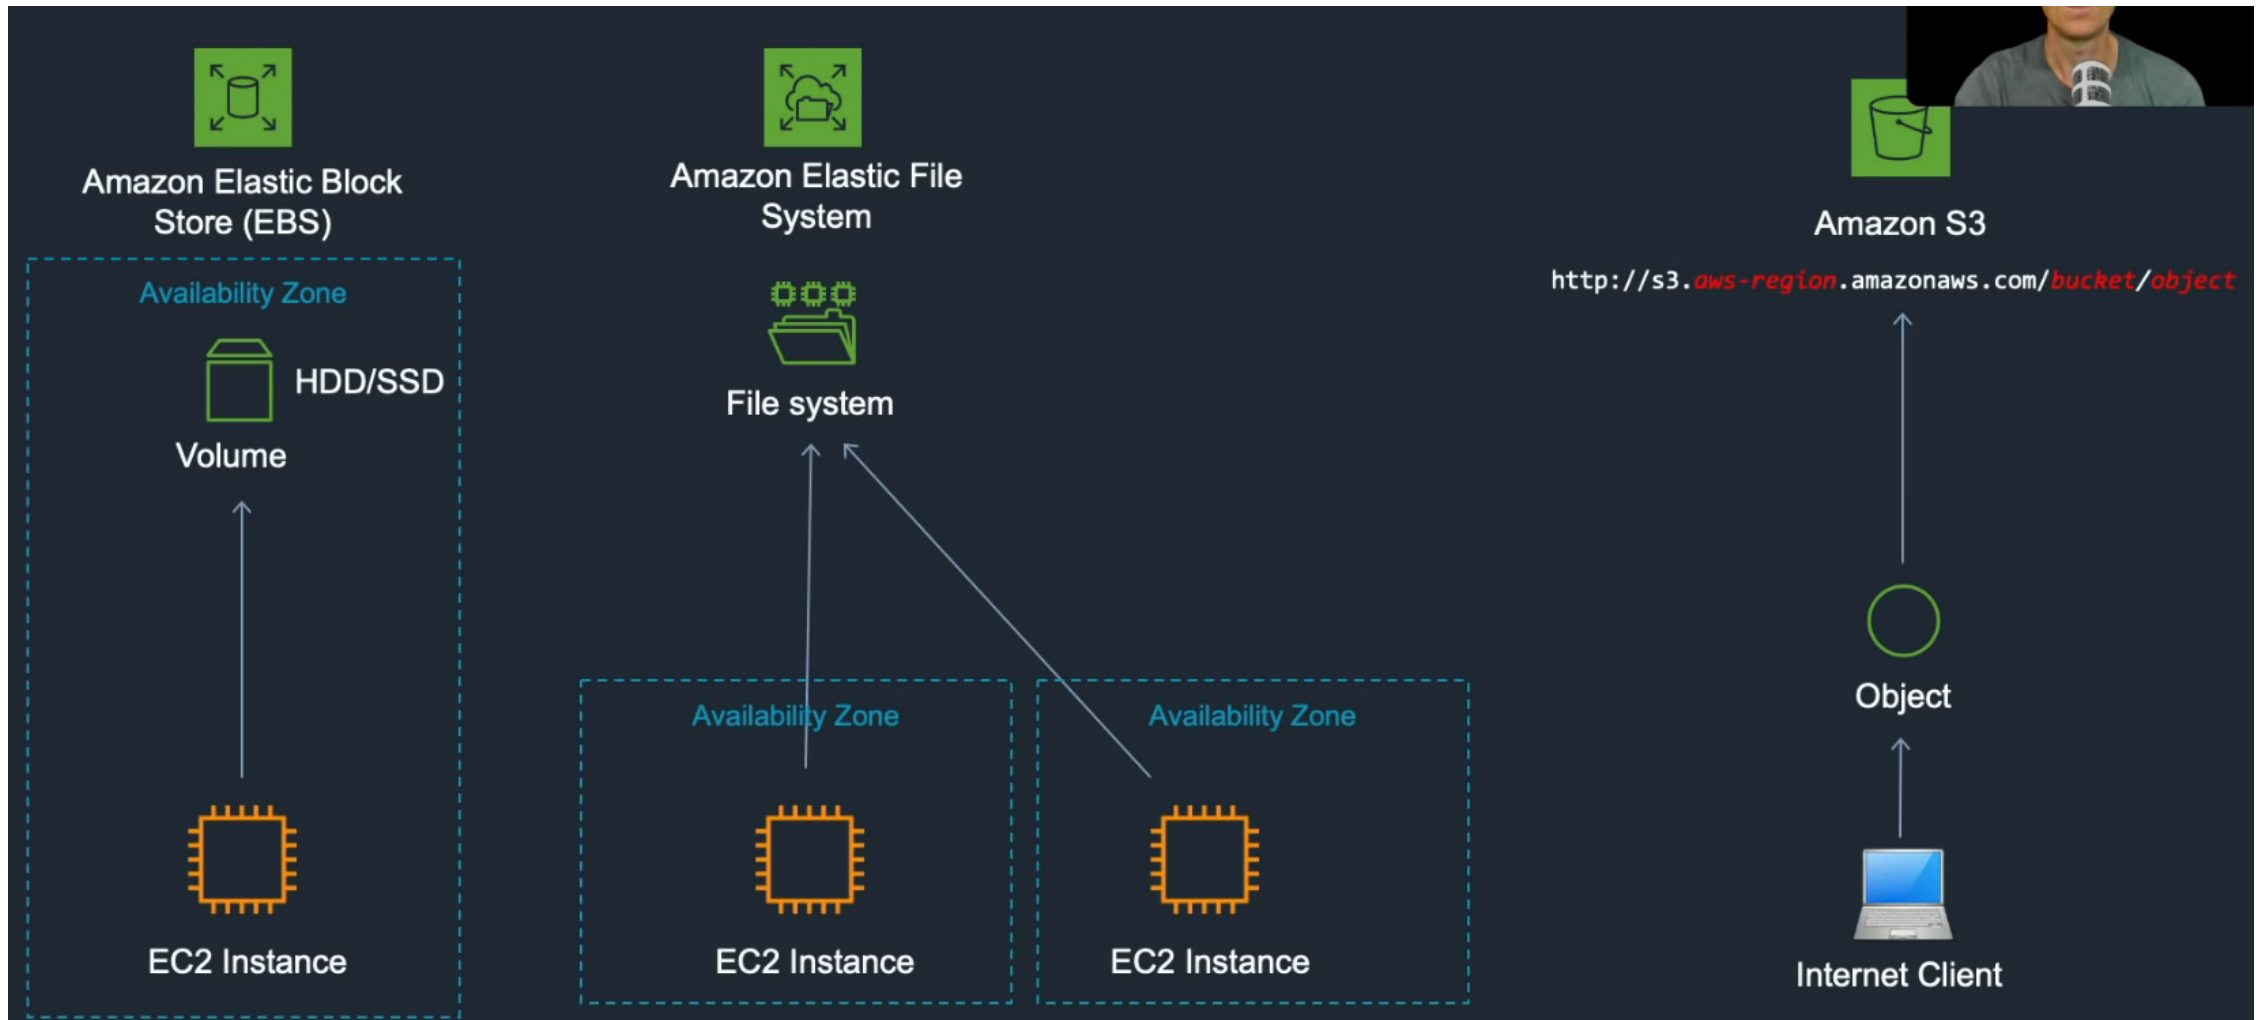 Amazon Elastic Block
Store (EBS)
Availability Zone
HDD/SSD
Volume
EC2 Instance
Amazon Elastic File
System
File system
Availability Zone
Availability Zone
EC2 Instance
EC2 Instance
Amazon S3
http://s3.aws-region.amazonaws.com/bucket/object
Object
Internet Client